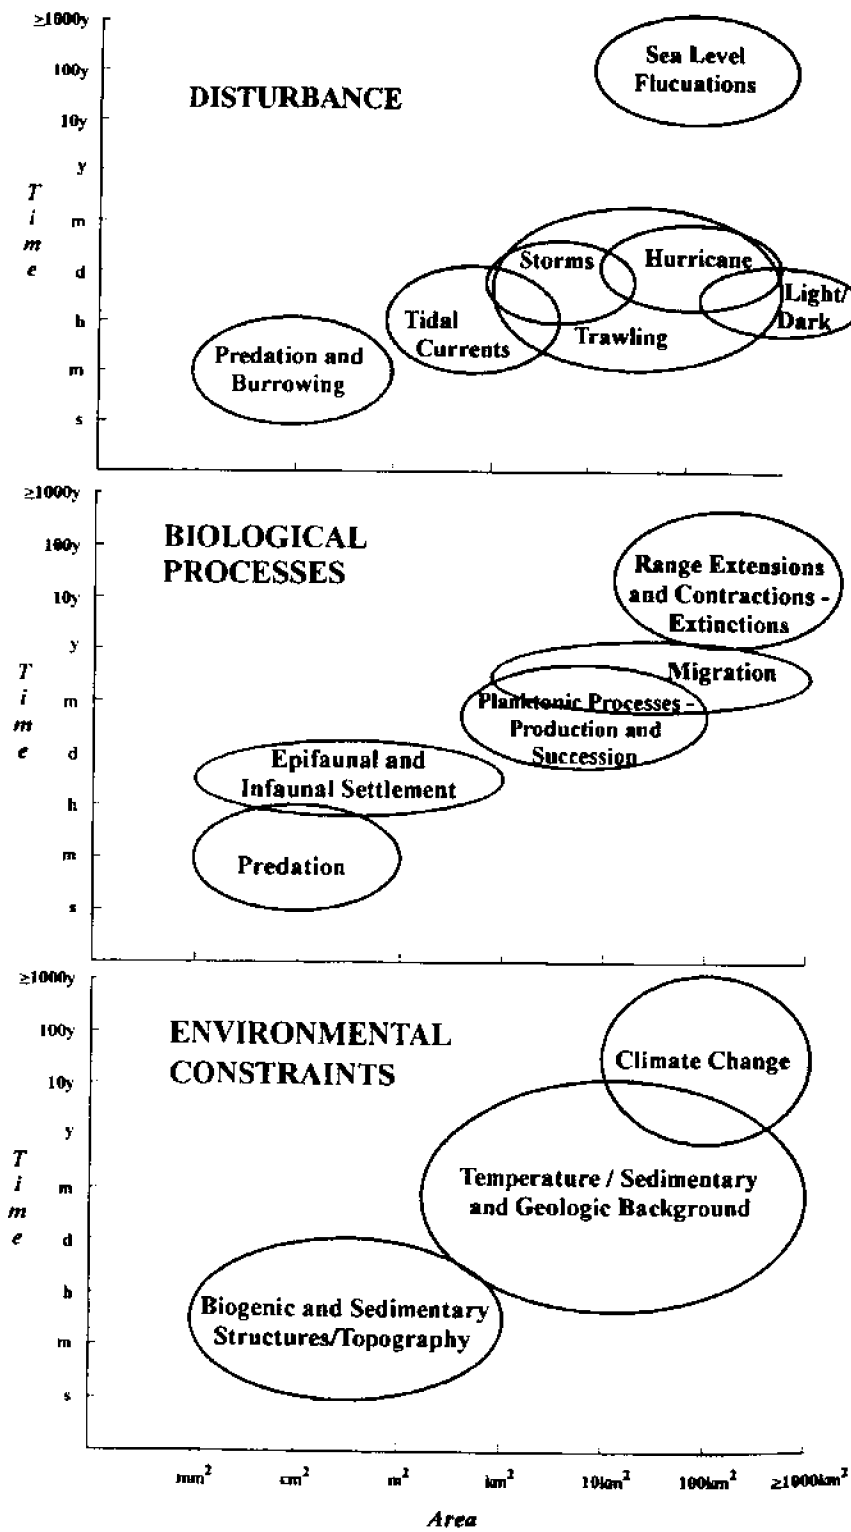 ≥1000y
100y
10y
y
m
d
h
m
s
Time
DISTURBANCE
Sea Level
Flucuations
Storms
Hurricane
Light/
Dark
Tidal
Currents
Trawling
Predation and
Burrowing
≥1000y
100y
10y
y
m
d
h
m
s
Time
BIOLOGICAL
PROCESSES
Range Extensions
and Contractions -
Extinctions
Migration
Planktonic Processes -
Production and
Succession
Epifaunal and
Infaunal Settlement
Predation
≥1000y
100y
10y
y
m
d
h
m
s
Time
ENVIRONMENTAL
CONSTRAINTS
Climate Change
Temperature / Sedimentary
and Geologic Background
Biogenic and Sedimentary
Structures/Topography
mm² cm² m² km² 10km² 100km² ≥1000km²
Area